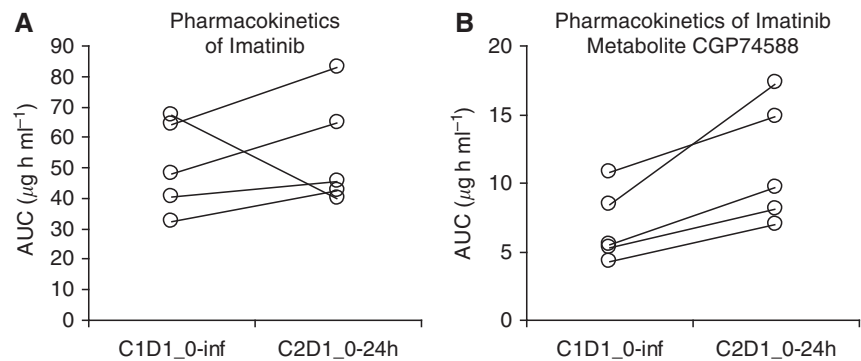 A
Pharmacokinetics
of Imatinib
90
80
70
60
50
40
30
20
10
0
AUC (μg h ml⁻¹)
C1D1_0-inf
C2D1_0-24h
B
Pharmacokinetics of Imatinib
Metabolite CGP74588
20
15
10
5
0
AUC (μg h ml⁻¹)
C1D1_0-inf
C2D1_0-24h